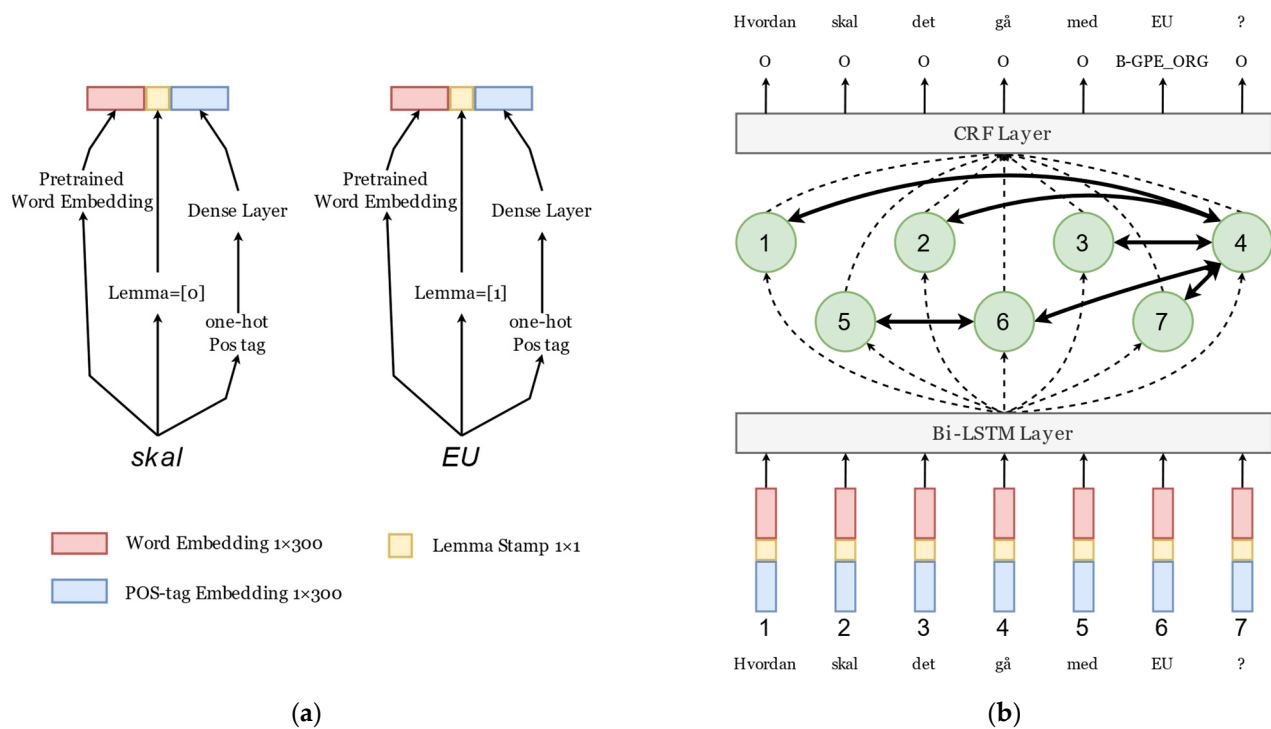 Pretrained
Word Embedding
Dense Layer
Lemma=[0]
one-hot
Pos tag
skal
Pretrained
Word Embedding
Dense Layer
Lemma=[1]
one-hot
Pos tag
EU
Word Embedding 1×300
Lemma Stamp 1×1
POS-tag Embedding 1×300
(a)
Hvordan skal det gå med EU ?
O O O O O B-GPE_ORG O
CRF Layer
1 2 3 4
5 6 7
Bi-LSTM Layer
1 2 3 4 5 6 7
Hvordan skal det gå med EU ?
(b)